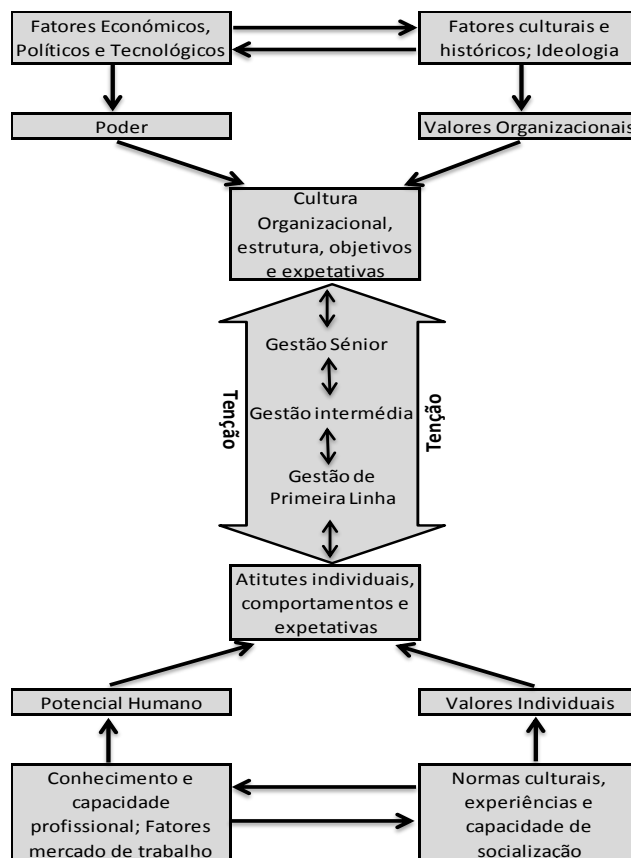 Fatores Económicos,
Políticos e Tecnológicos
Fatores culturais e
históricos; Ideologia
Poder
Valores Organizacionais
Cultura
Organizacional,
estrutura, objetivos
e expetativas
Gestão Sénior
Tenção
Gestão intermédia
Tenção
Gestão de
Primeira Linha
Atitutes individuais,
comportamentos e
expetativas
Potencial Humano
Valores Individuais
Conhecimento e
capacidade
profissional; Fatores
mercado de trabalho
Normas culturais,
experiências e
capacidade de
socialização